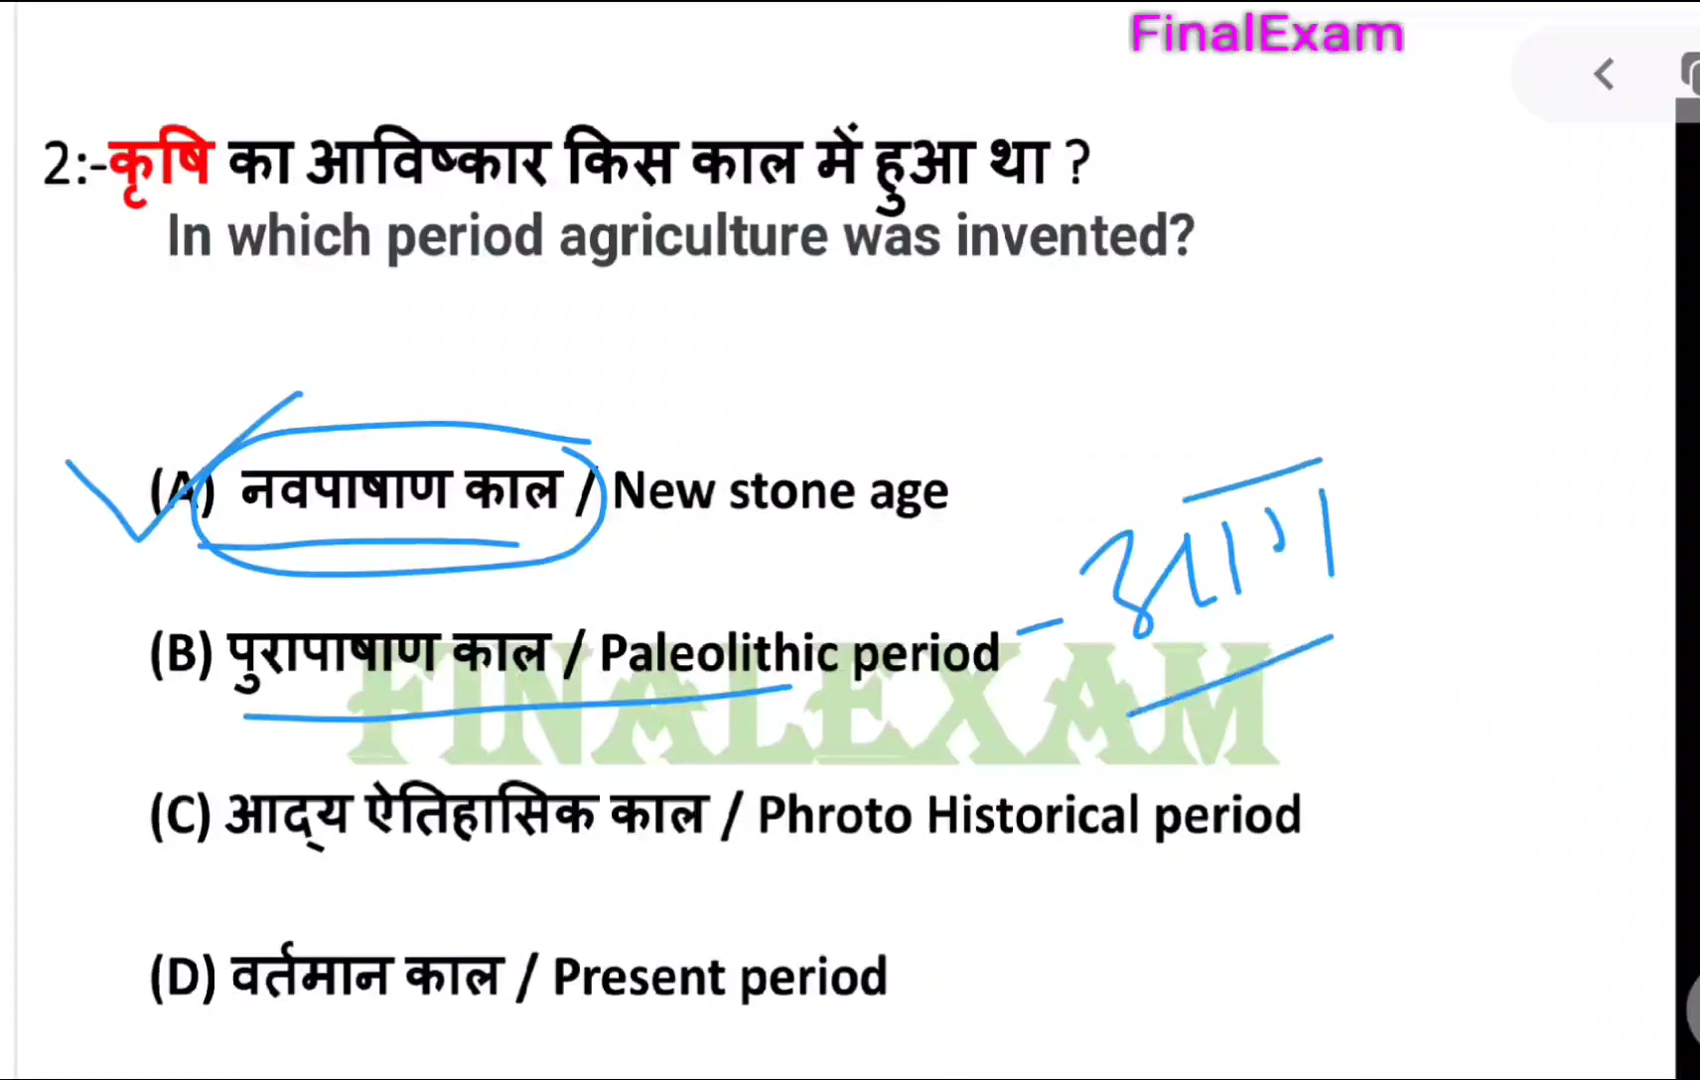 FinalExam
2:-कृषि का आविष्कार किस काल में हुआ था ?
In which period agriculture was invented?
(A) नवपाषाण काल / New stone age
(B) पुरापाषाण काल / Paleolithic period - आग
FINALEXAM
(C) आद्य ऐतिहासिक काल / Phroto Historical period
(D) वर्तमान काल / Present period